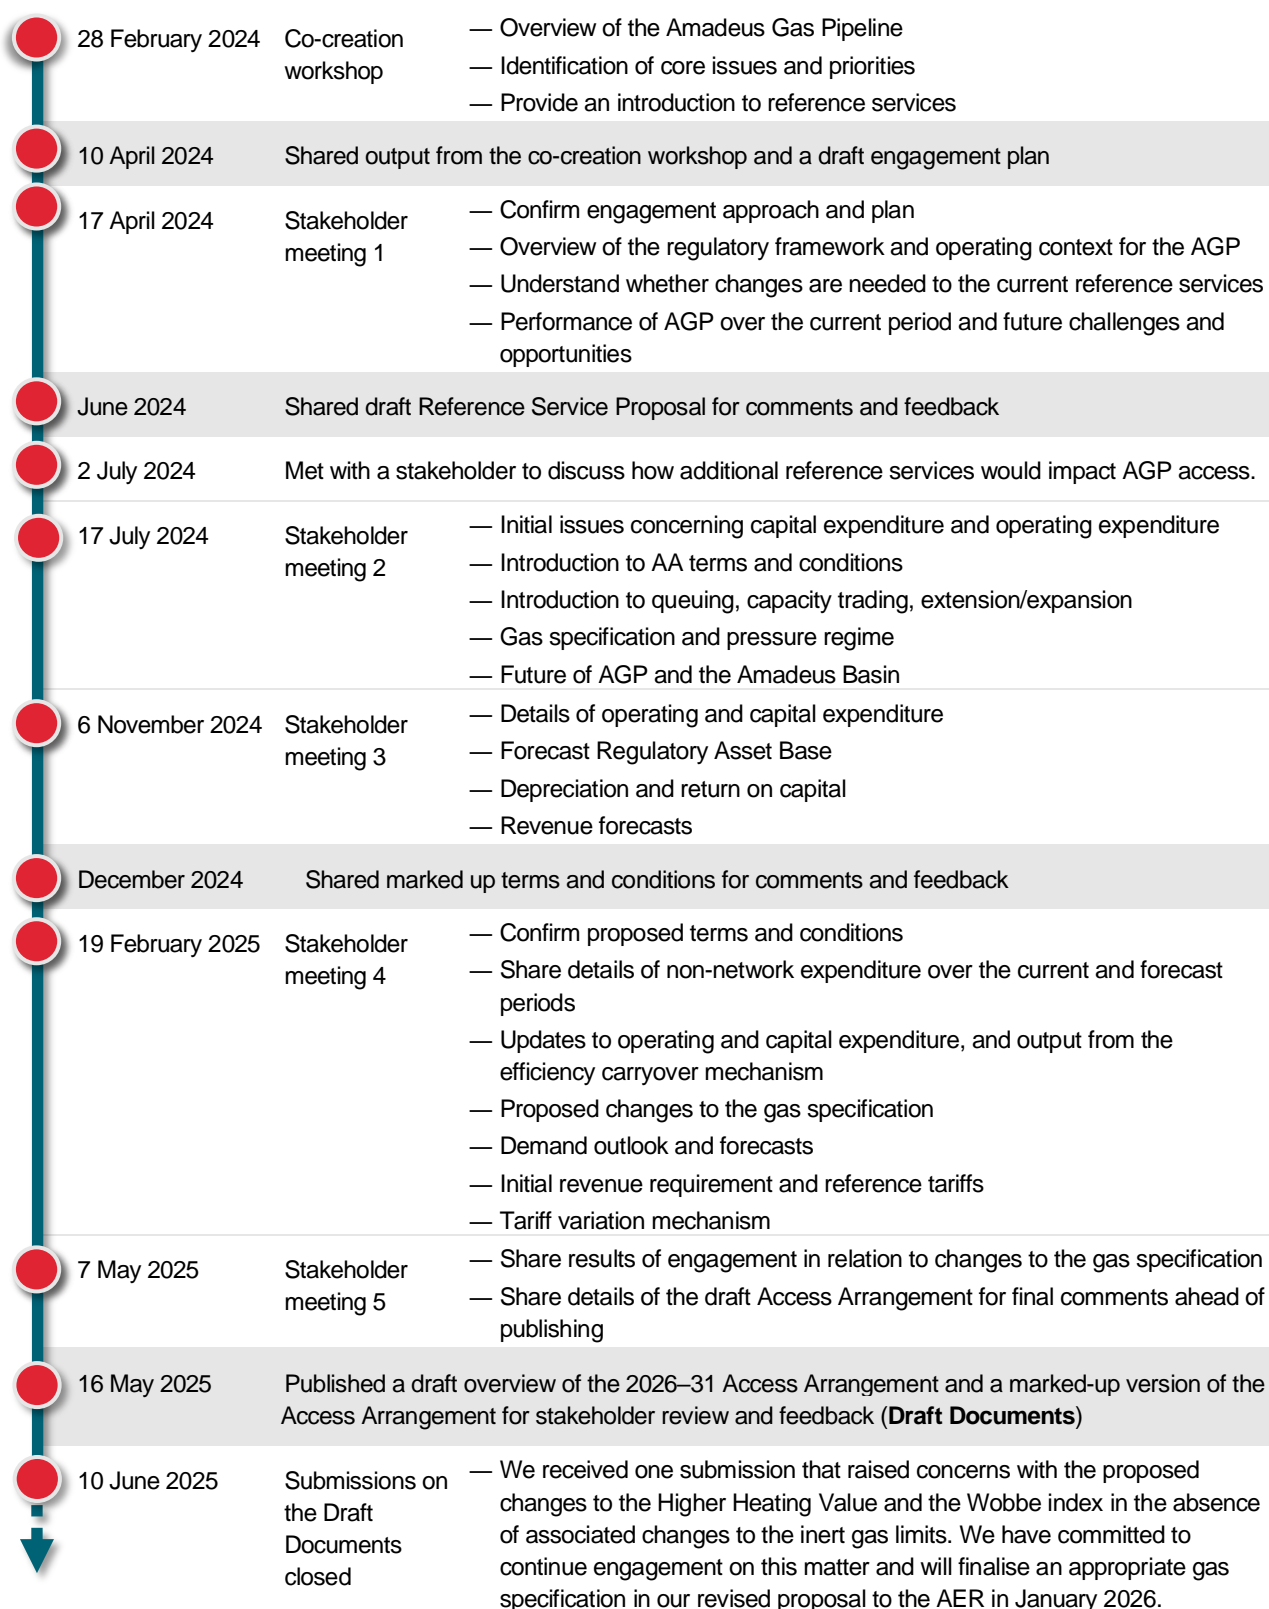 28 February 2024
Co-creation
workshop
— Overview of the Amadeus Gas Pipeline
— Identification of core issues and priorities
— Provide an introduction to reference services
10 April 2024
Shared output from the co-creation workshop and a draft engagement plan
17 April 2024
Stakeholder
meeting 1
— Confirm engagement approach and plan
— Overview of the regulatory framework and operating context for the AGP
— Understand whether changes are needed to the current reference services
— Performance of AGP over the current period and future challenges and
opportunities
June 2024
Shared draft Reference Service Proposal for comments and feedback
2 July 2024
Met with a stakeholder to discuss how additional reference services would impact AGP access.
17 July 2024
Stakeholder
meeting 2
— Initial issues concerning capital expenditure and operating expenditure
— Introduction to AA terms and conditions
— Introduction to queuing, capacity trading, extension/expansion
— Gas specification and pressure regime
— Future of AGP and the Amadeus Basin
6 November 2024
Stakeholder
meeting 3
— Details of operating and capital expenditure
— Forecast Regulatory Asset Base
— Depreciation and return on capital
— Revenue forecasts
December 2024
Shared marked up terms and conditions for comments and feedback
19 February 2025
Stakeholder
meeting 4
— Confirm proposed terms and conditions
— Share details of non-network expenditure over the current and forecast
periods
— Updates to operating and capital expenditure, and output from the
efficiency carryover mechanism
— Proposed changes to the gas specification
— Demand outlook and forecasts
— Initial revenue requirement and reference tariffs
— Tariff variation mechanism
7 May 2025
Stakeholder
meeting 5
— Share results of engagement in relation to changes to the gas specification
— Share details of the draft Access Arrangement for final comments ahead of
publishing
16 May 2025
Published a draft overview of the 2026–31 Access Arrangement and a marked-up version of the
Access Arrangement for stakeholder review and feedback (Draft Documents)
10 June 2025
Submissions on
the Draft
Documents
closed
— We received one submission that raised concerns with the proposed
changes to the Higher Heating Value and the Wobbe index in the absence
of associated changes to the inert gas limits. We have committed to
continue engagement on this matter and will finalise an appropriate gas
specification in our revised proposal to the AER in January 2026.